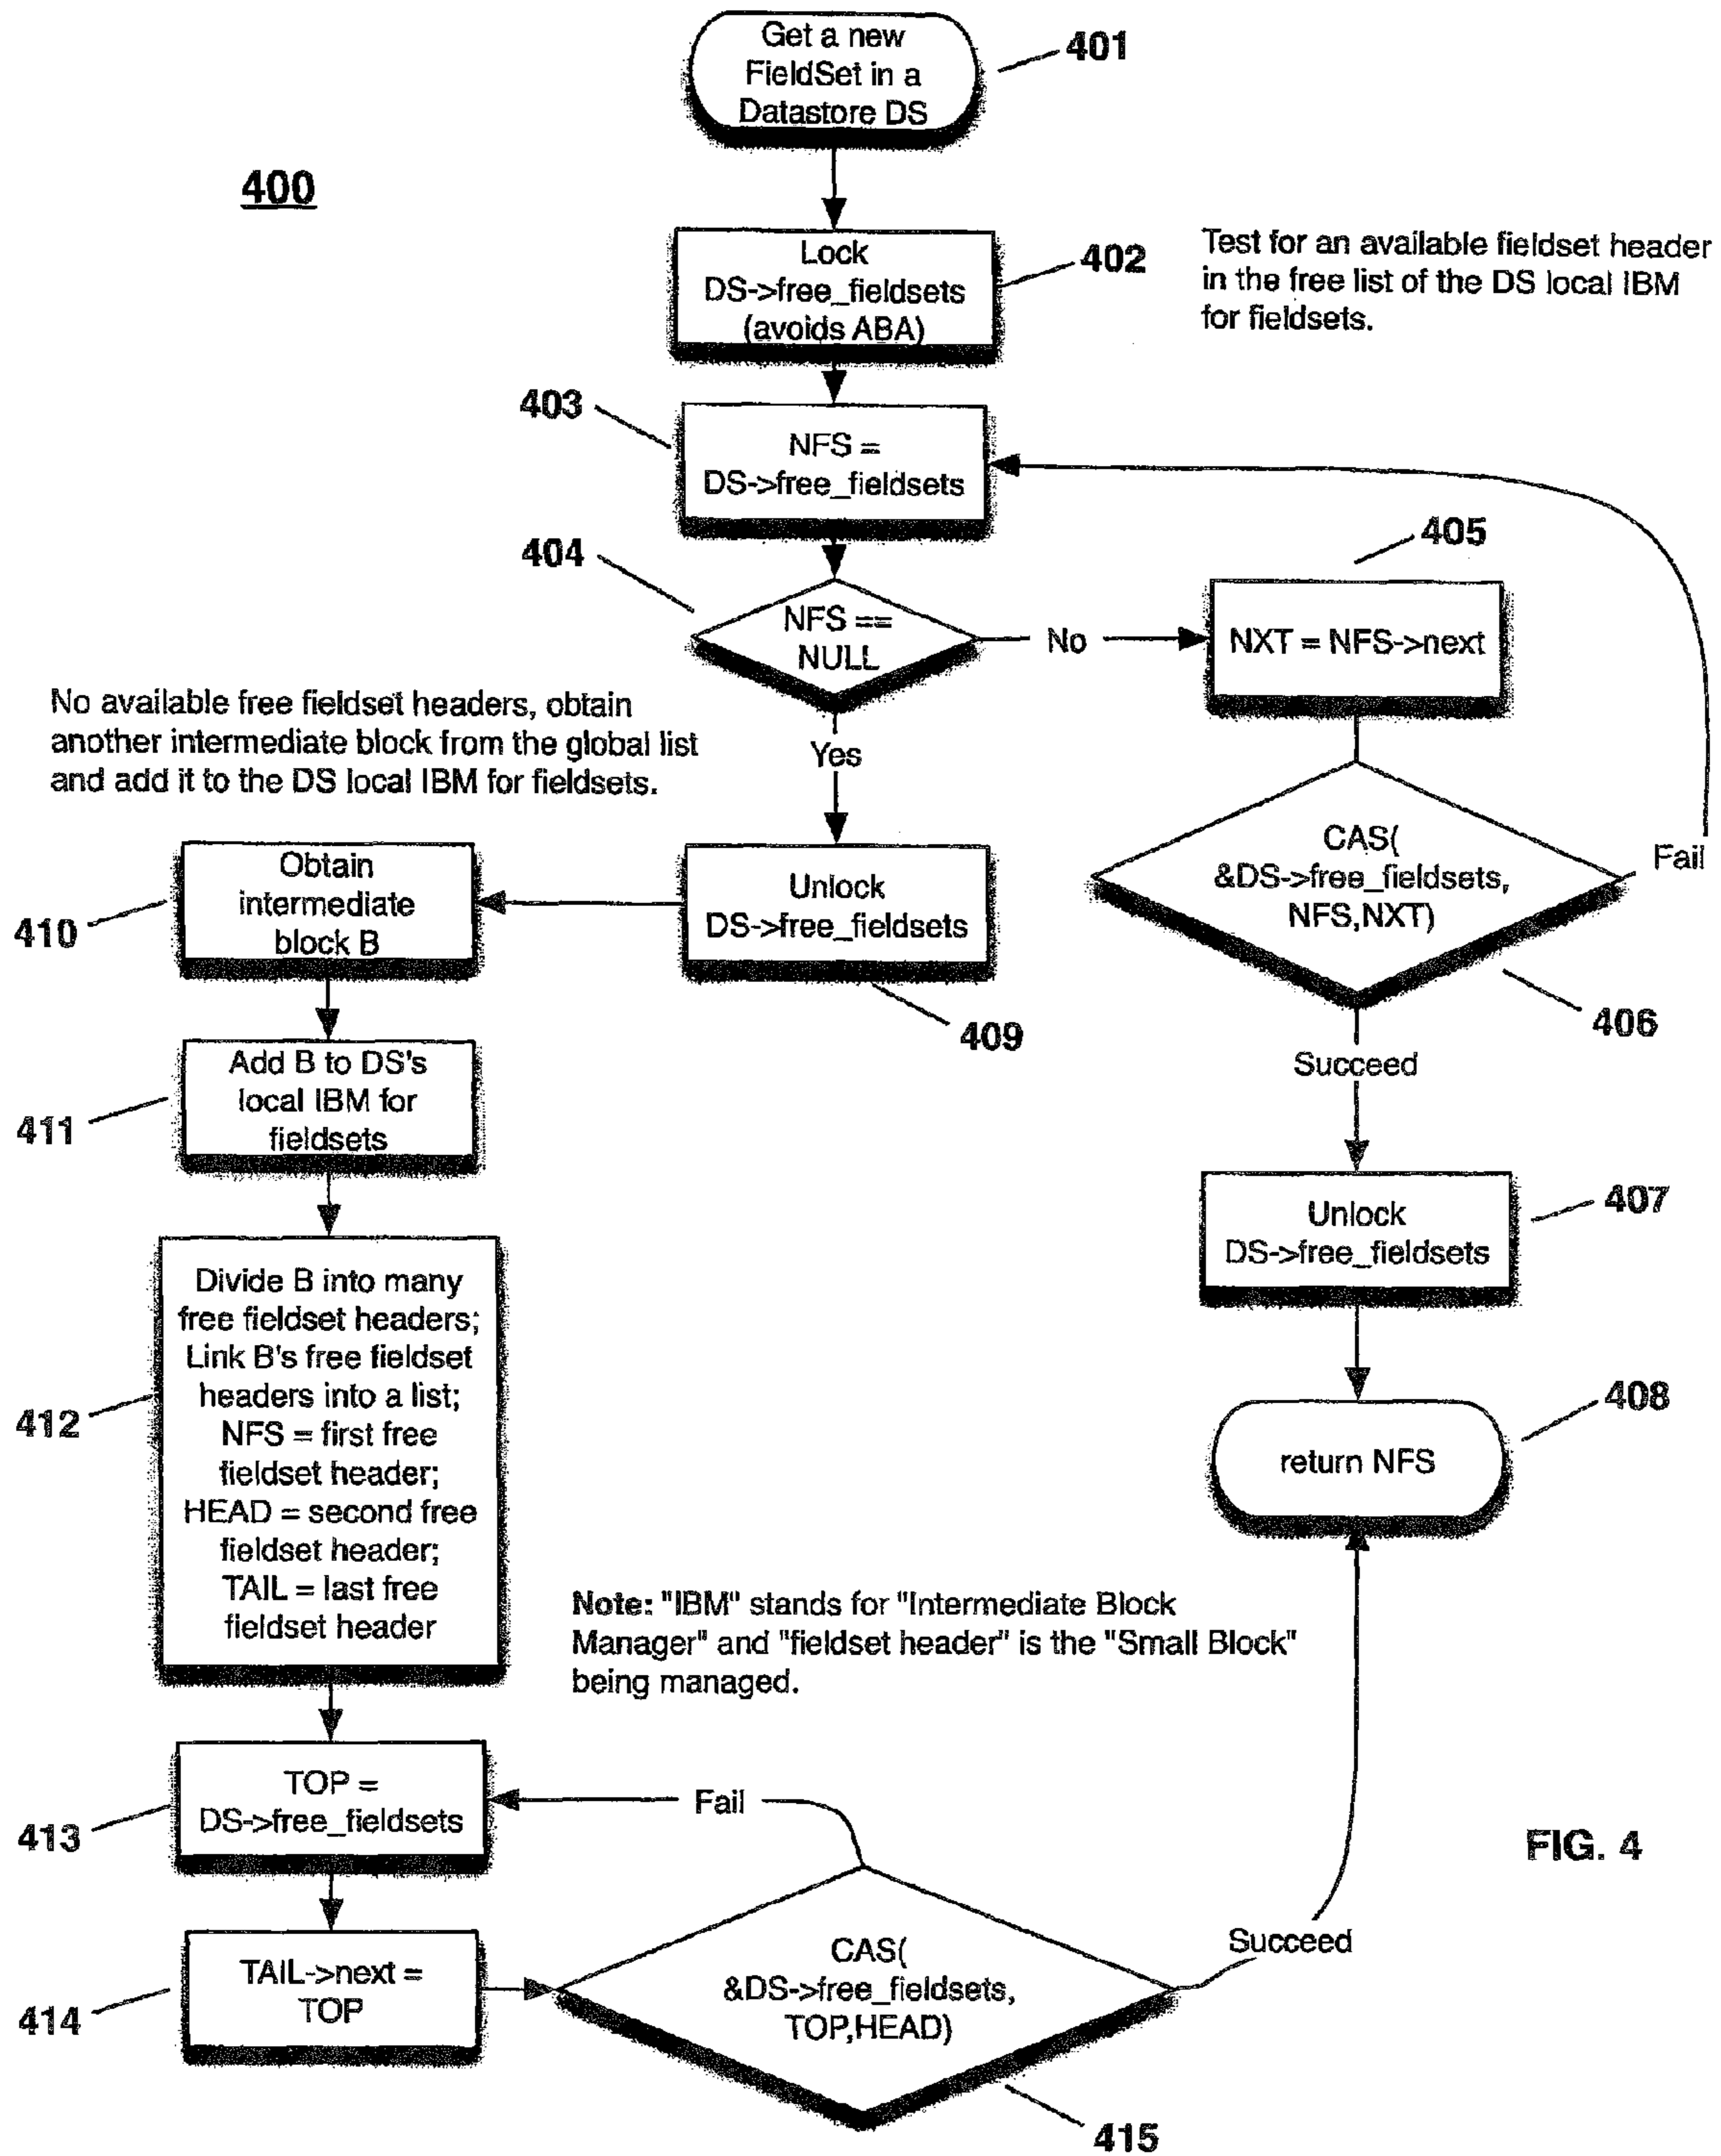 Get a new
FieldSet in a
Datastore DS
401
400
Lock
DS->free_fieldsets
(avoids ABA)
402
Test for an available fieldset header
in the free list of the DS local IBM
for fieldsets.
403
NFS =
DS->free_fieldsets
404
NFS ==
NULL
No
405
NXT = NFS->next
No available free fieldset headers, obtain
another intermediate block from the global list
and add it to the DS local IBM for fieldsets.
Yes
CAS(
&DS->free_fieldsets,
NFS,NXT)
Fail
406
Obtain
intermediate
block B
410
Unlock
DS->free_fieldsets
409
Succeed
Add B to DS's
local IBM for
fieldsets
411
Unlock
DS->free_fieldsets
407
Divide B into many
free fieldset headers;
Link B's free fieldset
headers into a list;
NFS = first free
fieldset header;
HEAD = second free
fieldset header;
TAIL = last free
fieldset header
412
return NFS
408
Note: "IBM" stands for "Intermediate Block
Manager" and "fieldset header" is the "Small Block"
being managed.
TOP =
DS->free_fieldsets
413
Fail
FIG. 4
TAIL->next =
TOP
414
CAS(
&DS->free_fieldsets,
TOP,HEAD)
Succeed
415